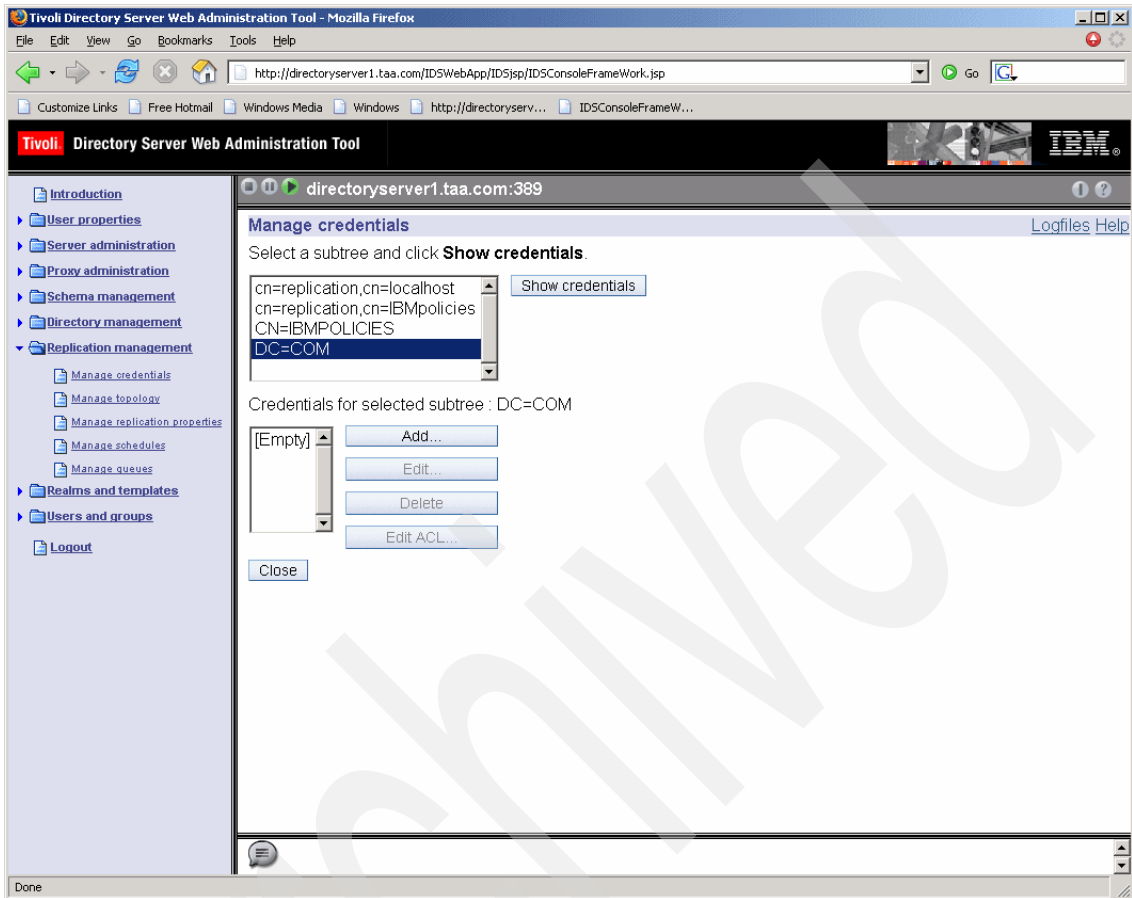 Tivoli Directory Server Web Administration Tool - Mozilla Firefox
File Edit View Go Bookmarks Tools Help
http://directoryserver1.taa.com/IDSWebApp/IDSjsp/IDSConsoleFrameWork.jsp Go G
Customize Links Free Hotmail Windows Media Windows http://directoryserv... IDSConsoleFrameW...
Tivoli. Directory Server Web Administration Tool IBM®
Introduction
User properties
Server administration
Proxy administration
Schema management
Directory management
Replication management
Manage credentials
Manage topology
Manage replication properties
Manage schedules
Manage queues
Realms and templates
Users and groups
Logout
directoryserver1.taa.com:389 ?
Manage credentials Logfiles Help
Select a subtree and click Show credentials.
cn=replication,cn=localhost Show credentials
cn=replication,cn=IBMpolicies
CN=IBMPOLICIES
DC=COM
Credentials for selected subtree : DC=COM
[Empty] Add...
Edit...
Delete
Edit ACL...
Close
Done